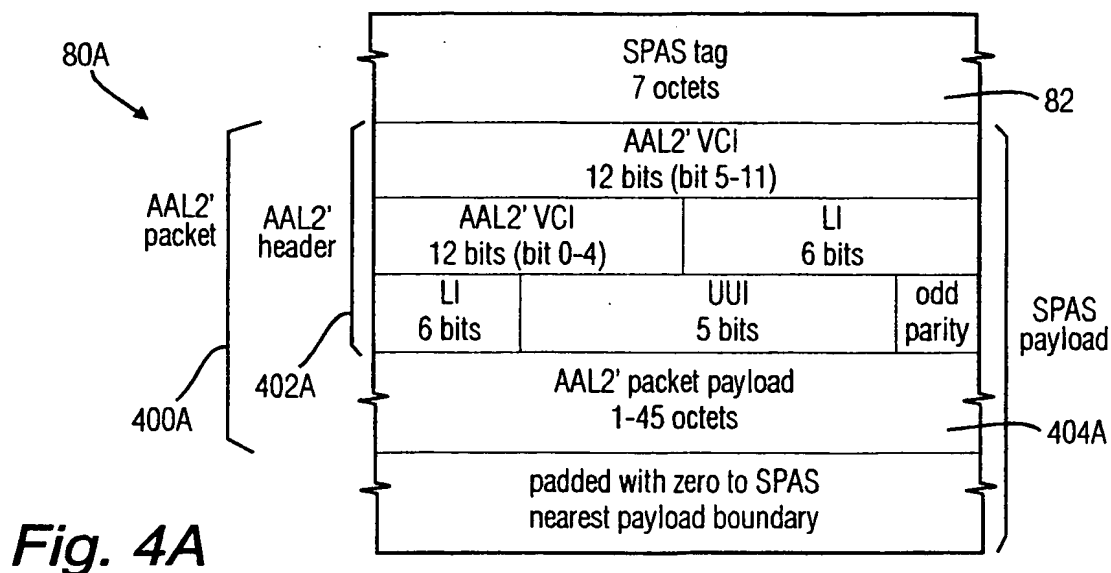 80A
SPAS tag
7 octets
82
AAL2' VCI
12 bits (bit 5-11)
AAL2'
packet
AAL2'
header
AAL2' VCI
12 bits (bit 0-4)
LI
6 bits
LI
6 bits
UUI
5 bits
odd
parity
SPAS
payload
402A
400A
AAL2' packet payload
1-45 octets
404A
padded with zero to SPAS
nearest payload boundary
Fig. 4A